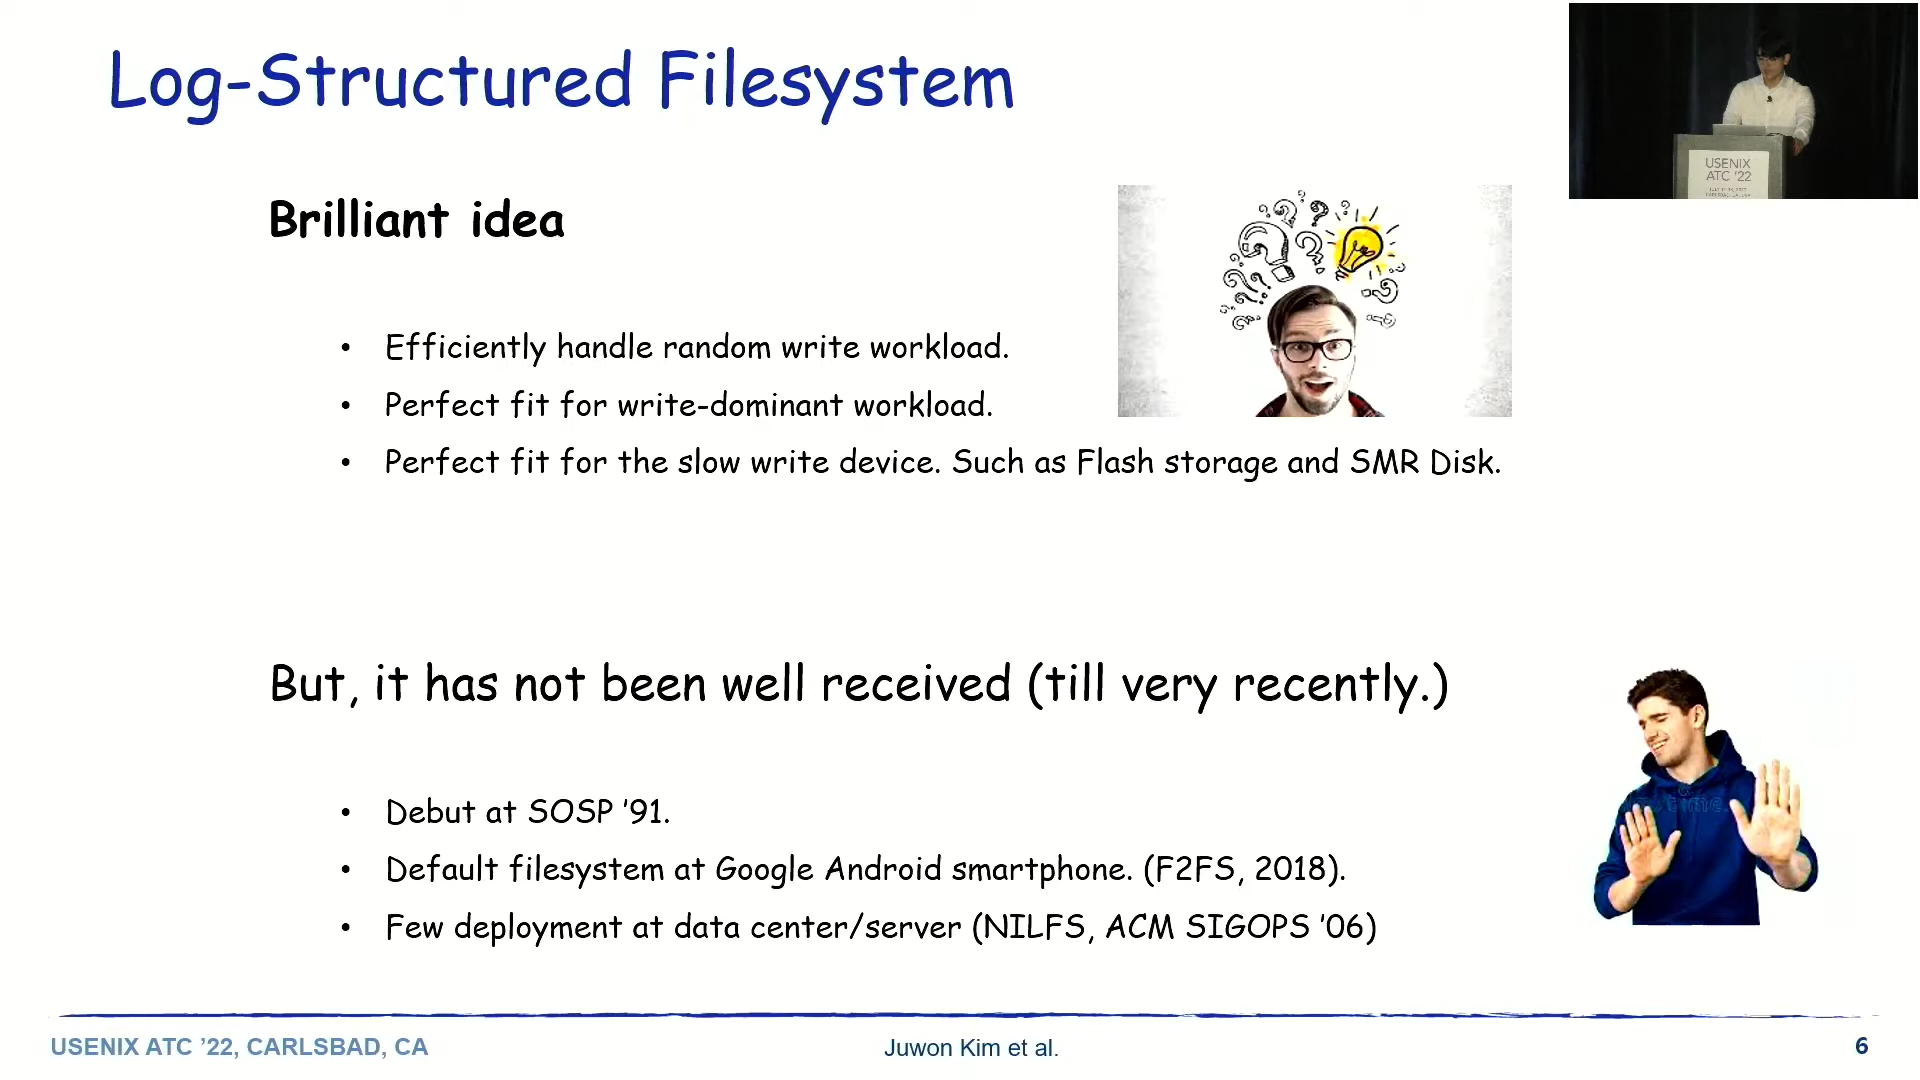 Log-Structured Filesystem
USENIX
ATC '22
Brilliant idea
• Efficiently handle random write workload.
• Perfect fit for write-dominant workload.
• Perfect fit for the slow write device. Such as Flash storage and SMR Disk.
But, it has not been well received (till very recently.)
• Debut at SOSP '91.
• Default filesystem at Google Android smartphone. (F2FS, 2018).
• Few deployment at data center/server (NILFS, ACM SIGOPS '06)
USENIX ATC '22, CARLSBAD, CA
Juwon Kim et al.
6